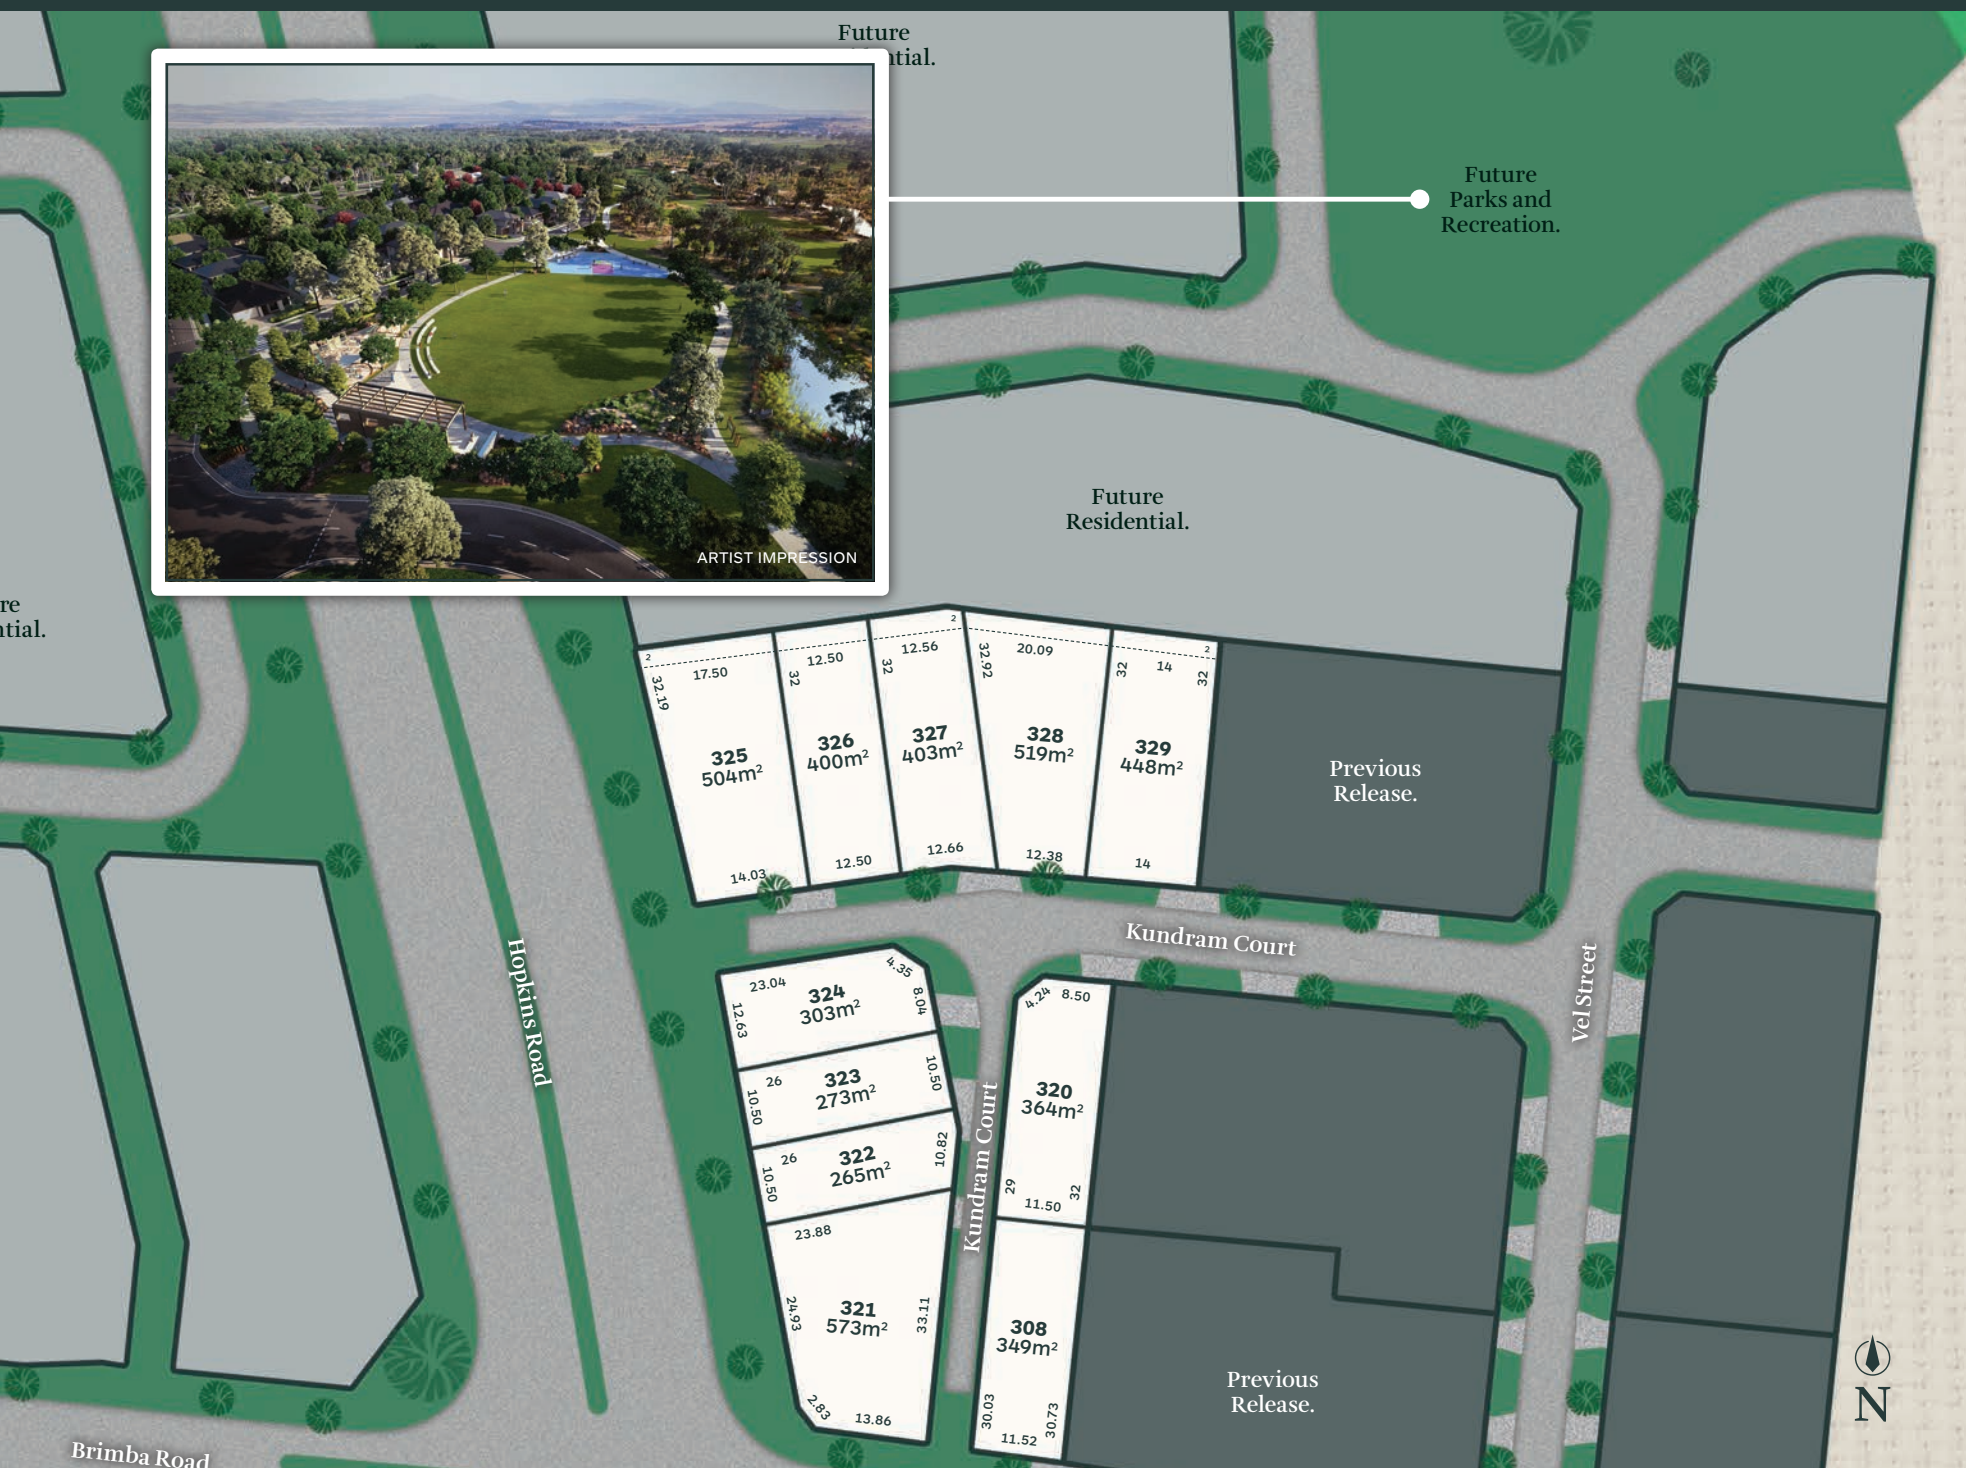 Future
ntial.
Future
Parks and
Recreation.
ARTIST IMPRESSION
Future
Residential.
re
ntial.
2
17.50
32.19
325
504m²
14.03
12.50
32
326
400m²
12.50
2
12.56
32
327
403m²
12.66
20.09
32.92
328
519m²
12.38
2
14
32
32
329
448m²
14
Previous
Release.
Kundram Court
Hopkins Road
Vel Street
4.35
23.04
324
303m²
12.63
8.04
26
323
273m²
10.50
10.50
26
322
265m²
10.50
10.82
23.88
321
573m²
24.93
33.11
2.83
13.86
Kundram Court
4.24
8.50
320
364m²
29
32
11.50
308
349m²
30.03
30.73
11.52
Previous
Release.
Brimba Road
N